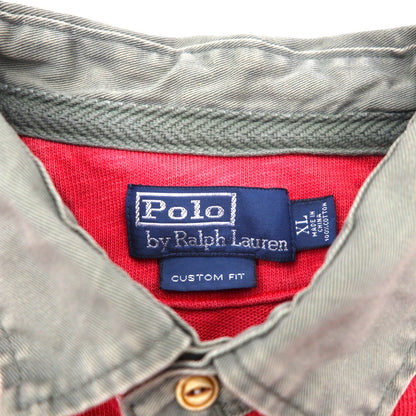 Polo
by Ralph Lauren
CUSTOM FIT
XL
MADE IN
CHINA
100% COTTON